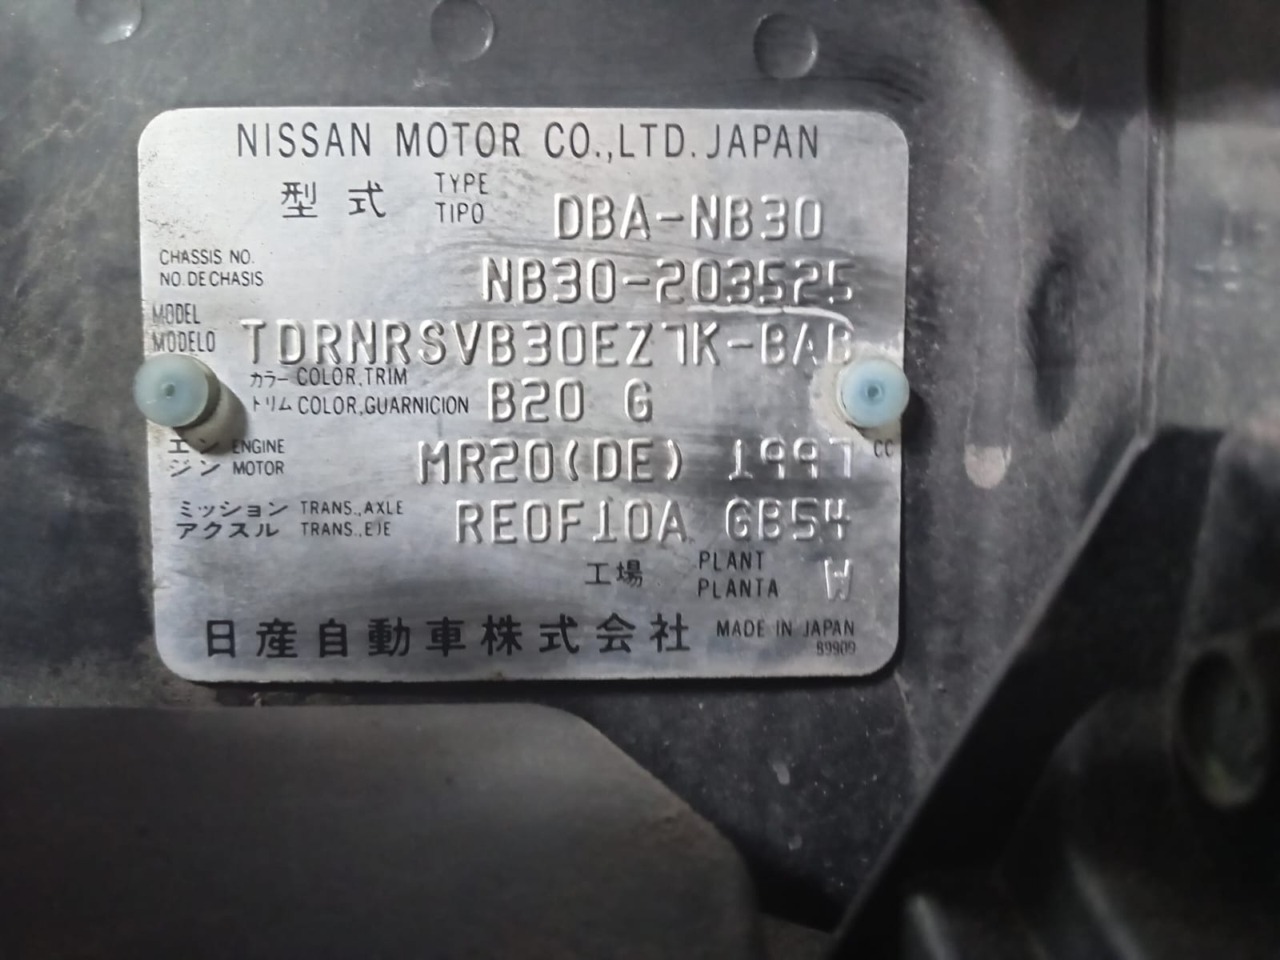 NISSAN MOTOR CO.,LTD. JAPAN
型式 TYPE TIPO DBA-NB30
CHASSIS NO. NO. DE CHASIS NB30-203525
MODEL MODELO TDRNRSVB30EZ7K-BAB
カラー COLOR,TRIM
トリム COLOR,GUARNICION B20 G
エン ENGINE
ジン MOTOR MR20(DE) 1997 CC
ミッション TRANS.,AXLE
アクスル TRANS.,EJE RE0F10A GB54
工場 PLANT PLANTA W
日産自動車株式会社 MADE IN JAPAN
89909